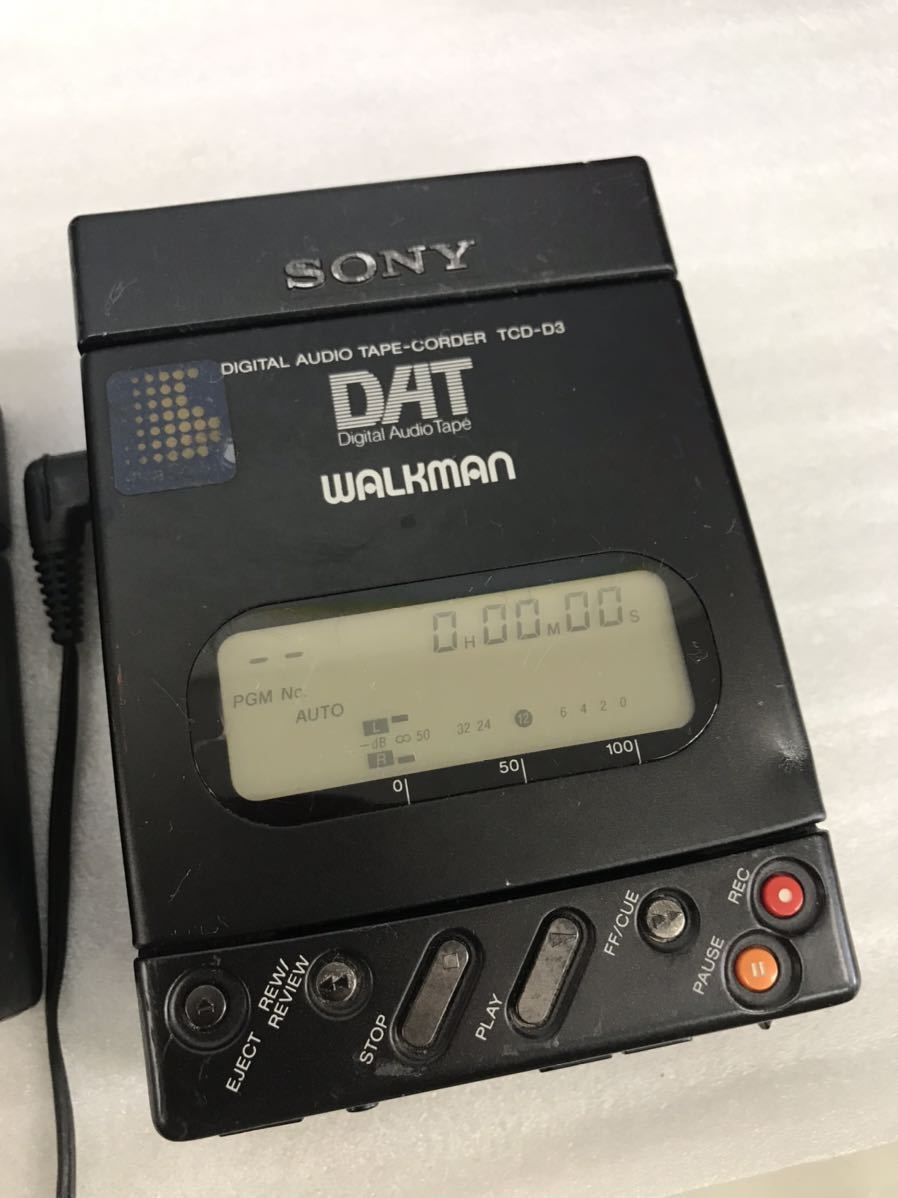 SONY
DIGITAL AUDIO TAPE-CORDER TCD-D3
DAT
Digital Audio Tape
WALKMAN
0H00M00S
-- 
PGM No.
AUTO
L
-dB ∞ 50 32 24 12 6 4 2 0
R
0 50 100
EJECT
REW/
REVIEW
STOP
PLAY
FF/CUE
PAUSE
REC